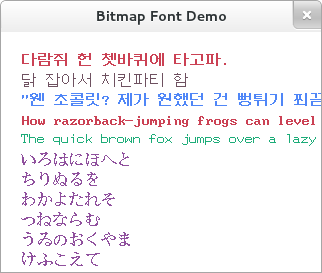 Bitmap Font Demo
다람쥐 헌 쳇바퀴에 타고파.
닭 잡아서 치킨파티 함
"웬 초콜릿? 제가 원했던 건 뻥튀기 쬐끔
How razorback-jumping frogs can level
The quick brown fox jumps over a lazy
いろはにほへと
ちりぬるを
わかよたれそ
つねならむ
うゐのおくやま
けふこえて